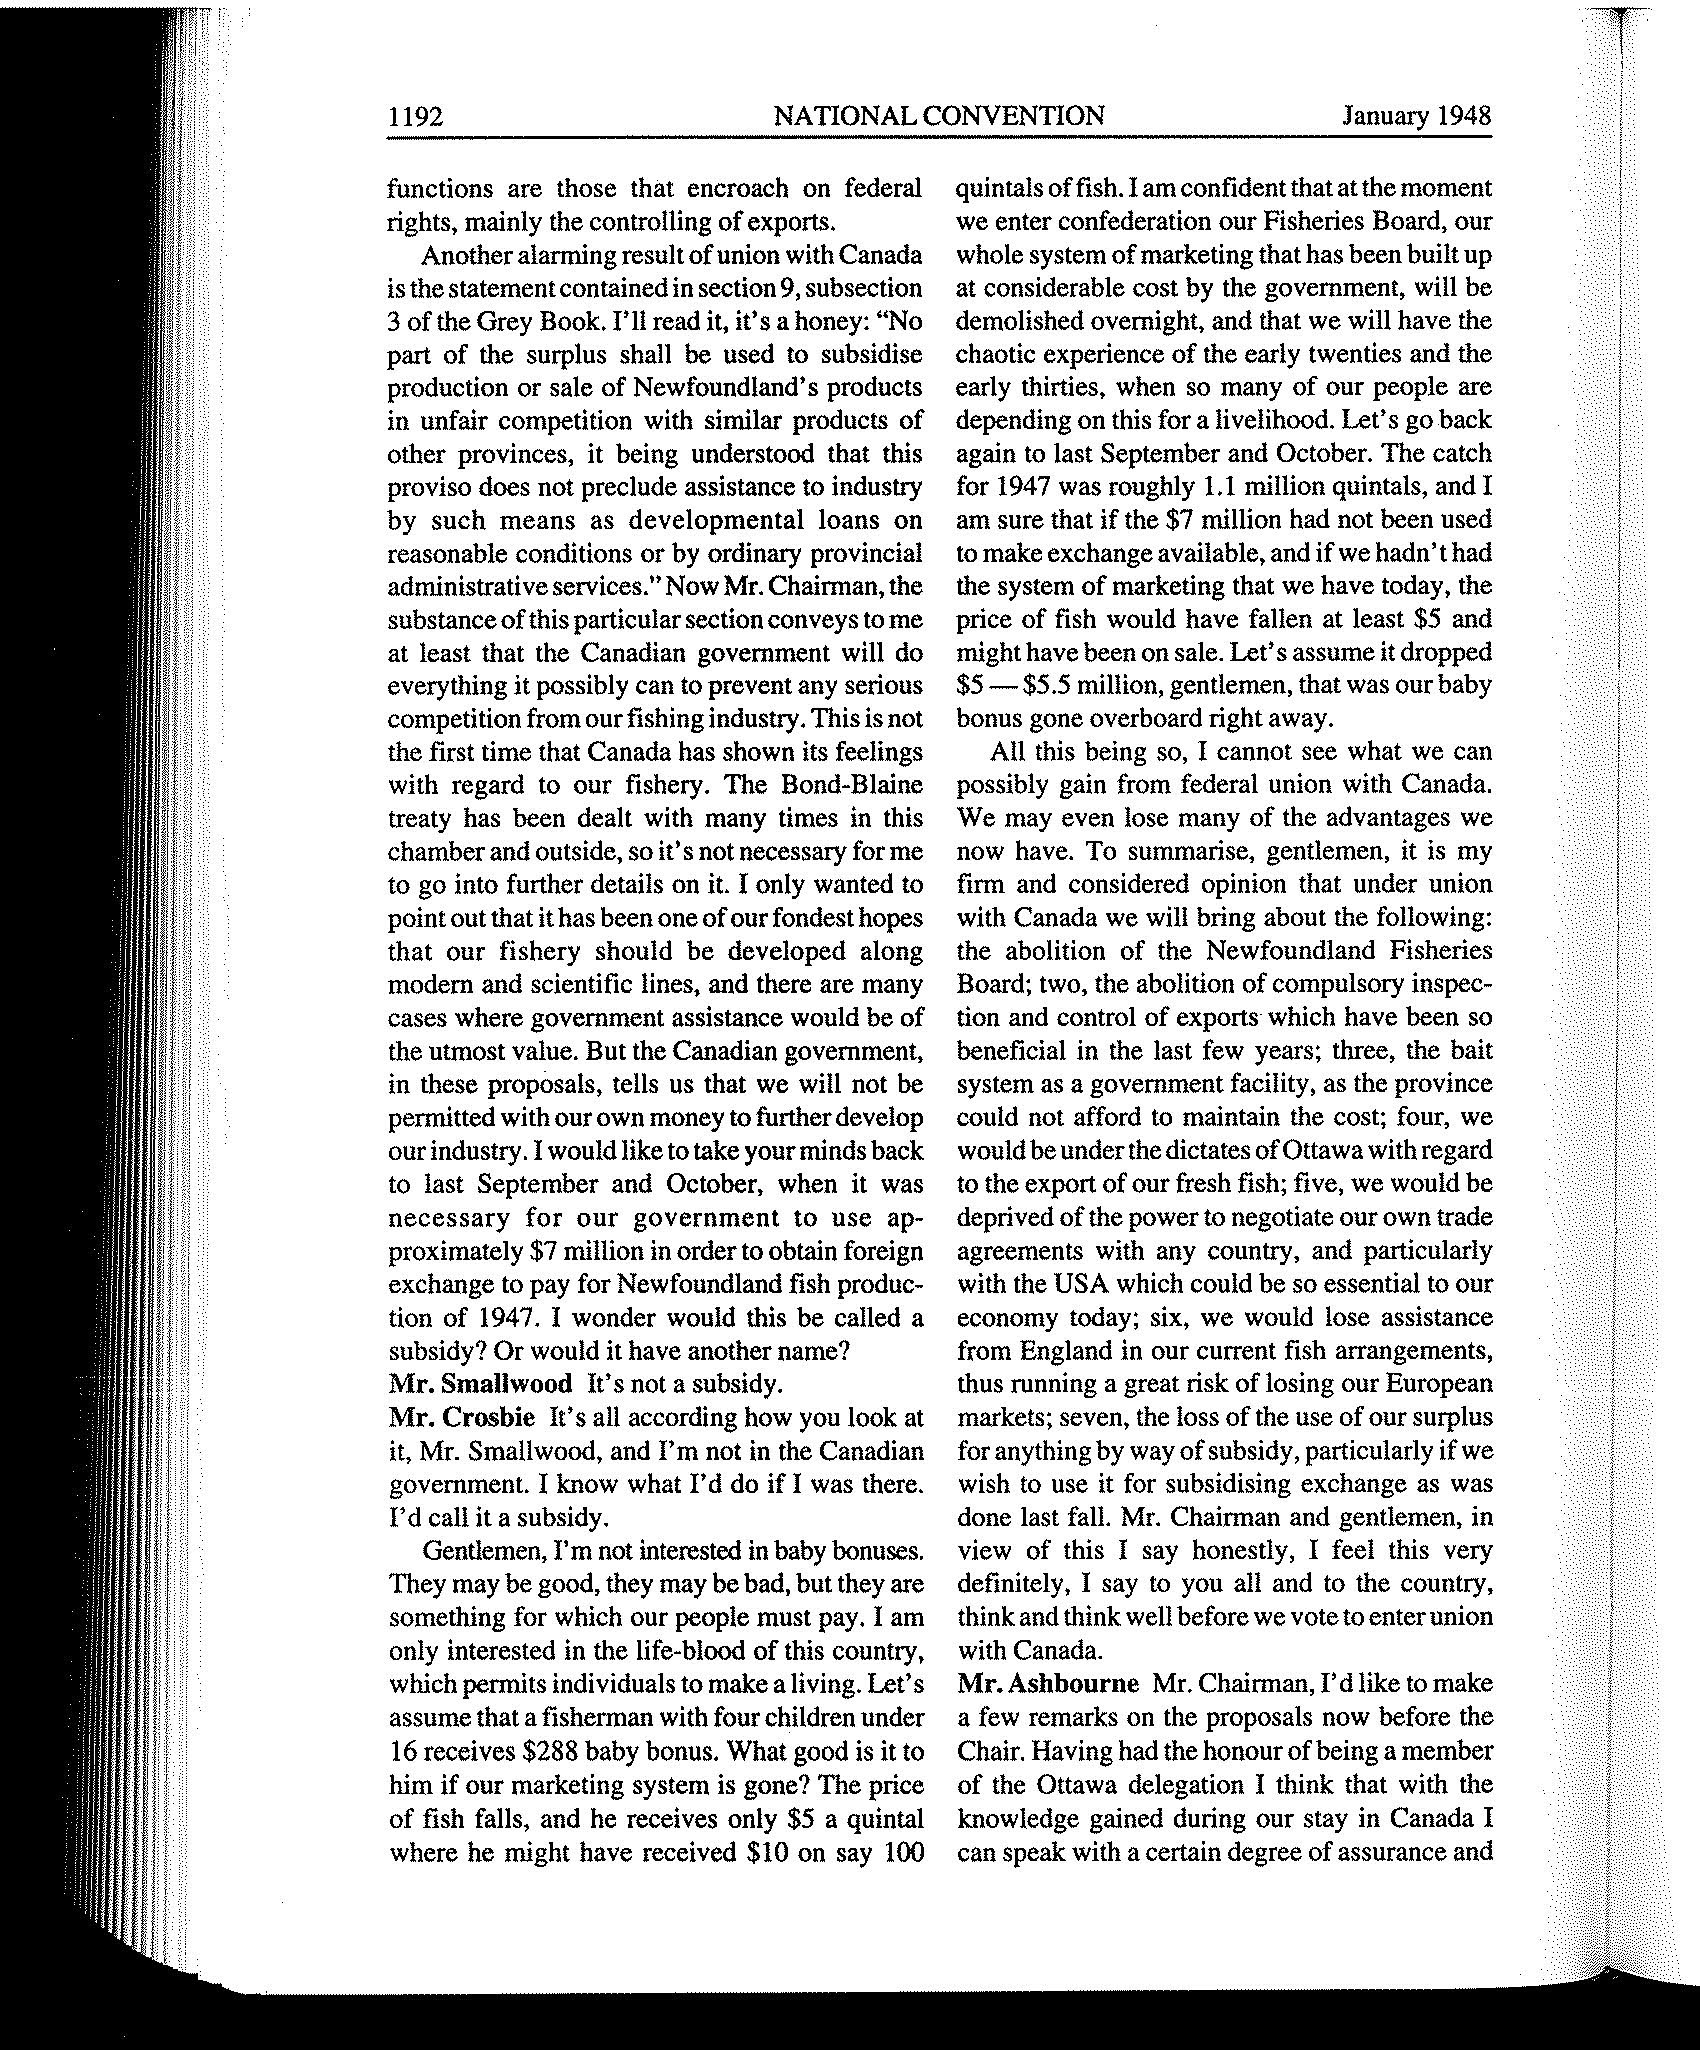 1192 NATIONAL CONVENTION January 1948
functions are those that encroach on federal
rights, mainly the controlling of exports.
Another alarming result of union with Canada
is the statement contained in section 9, subsection
3 of the Grey Book. I'll read it, it's a honey: “No
part of the surplus shall be used to subsidise
production or sale of Newfoundland's products
in unfair competition with similar products of
other provinces, it being understood that this
proviso does not preclude assistance to industry
by such means as developmental loans on
reasonable conditions or by ordinary provincial
administrative services.” Now Mr. Chairman, the
substance of this particular section conveys to me
at least that the Canadian government will do
everything it possibly can to prevent any serious
competition from our fishing industry. This is not
the first time that Canada has shown its feelings
with regard to our fishery. The Bond-Blaine
treaty has been dealt with many times in this
chamber and outside, so it's not necessary for me
to go into further details on it. I only wanted to
point out that it has been one of our fondest hopes
that our fishery should be developed along
modern and scientific lines, and there are many
cases where government assistance would be of
the utmost value. But the Canadian government,
in these proposals, tells us that we will not be
permitted with our own money to further develop
our industry. I would like to take your minds back
to last September and October, when it was
necessary for our government to use ap-
proximately $7 million in order to obtain foreign
exchange to pay for Newfoundland fish produc-
tion of 1947. I wonder would this be called a
subsidy? Or would it have another name?
Mr. Smallwood It's not a subsidy.
Mr. Crosbie It's all according how you look at
it, Mr. Smallwood, and I'm not in the Canadian
government. I know what I'd do if I was there.
I'd call it a subsidy.
Gentlemen, I'm not interested in baby bonuses.
They may be good, they may be bad, but they are
something for which our people must pay. I am
only interested in the life-blood of this country,
which permits individuals to make a living. Let's
assume that a fisherman with four children under
16 receives $288 baby bonus. What good is it to
him if our marketing system is gone? The price
of fish falls, and he receives only $5 a quintal
where he might have received $10 on say 100
quintals of fish. I am confident that at the moment
we enter confederation our Fisheries Board, our
whole system of marketing that has been built up
at considerable cost by the government, will be
demolished overnight, and that we will have the
chaotic experience of the early twenties and the
early thirties, when so many of our people are
depending on this for a livelihood. Let's go back
again to last September and October. The catch
for 1947 was roughly 1.1 million quintals, and I
am sure that if the $7 million had not been used
to make exchange available, and if we hadn't had
the system of marketing that we have today, the
price of fish would have fallen at least $5 and
might have been on sale. Let's assume it dropped
$5 — $5.5 million, gentlemen, that was our baby
bonus gone overboard right away.
All this being so, I cannot see what we can
possibly gain from federal union with Canada.
We may even lose many of the advantages we
now have. To summarise, gentlemen, it is my
firm and considered opinion that under union
with Canada we will bring about the following:
the abolition of the Newfoundland Fisheries
Board; two, the abolition of compulsory inspec-
tion and control of exports which have been so
beneficial in the last few years; three, the bait
system as a government facility, as the province
could not afford to maintain the cost; four, we
would be under the dictates of Ottawa with regard
to the export of our fresh fish; five, we would be
deprived of the power to negotiate our own trade
agreements with any country, and particularly
with the USA which could be so essential to our
economy today; six, we would lose assistance
from England in our current fish arrangements,
thus running a great risk of losing our European
markets; seven, the loss of the use of our surplus
for anything by way of subsidy, particularly if we
wish to use it for subsidising exchange as was
done last fall. Mr. Chairman and gentlemen, in
view of this I say honestly, I feel this very
definitely, I say to you all and to the country,
think and think well before we vote to enter union
with Canada.
Mr. Ashbourne Mr. Chairman, I'd like to make
a few remarks on the proposals now before the
Chair. Having had the honour of being a member
of the Ottawa delegation I think that with the
knowledge gained during our stay in Canada I
can speak with a certain degree of assurance and